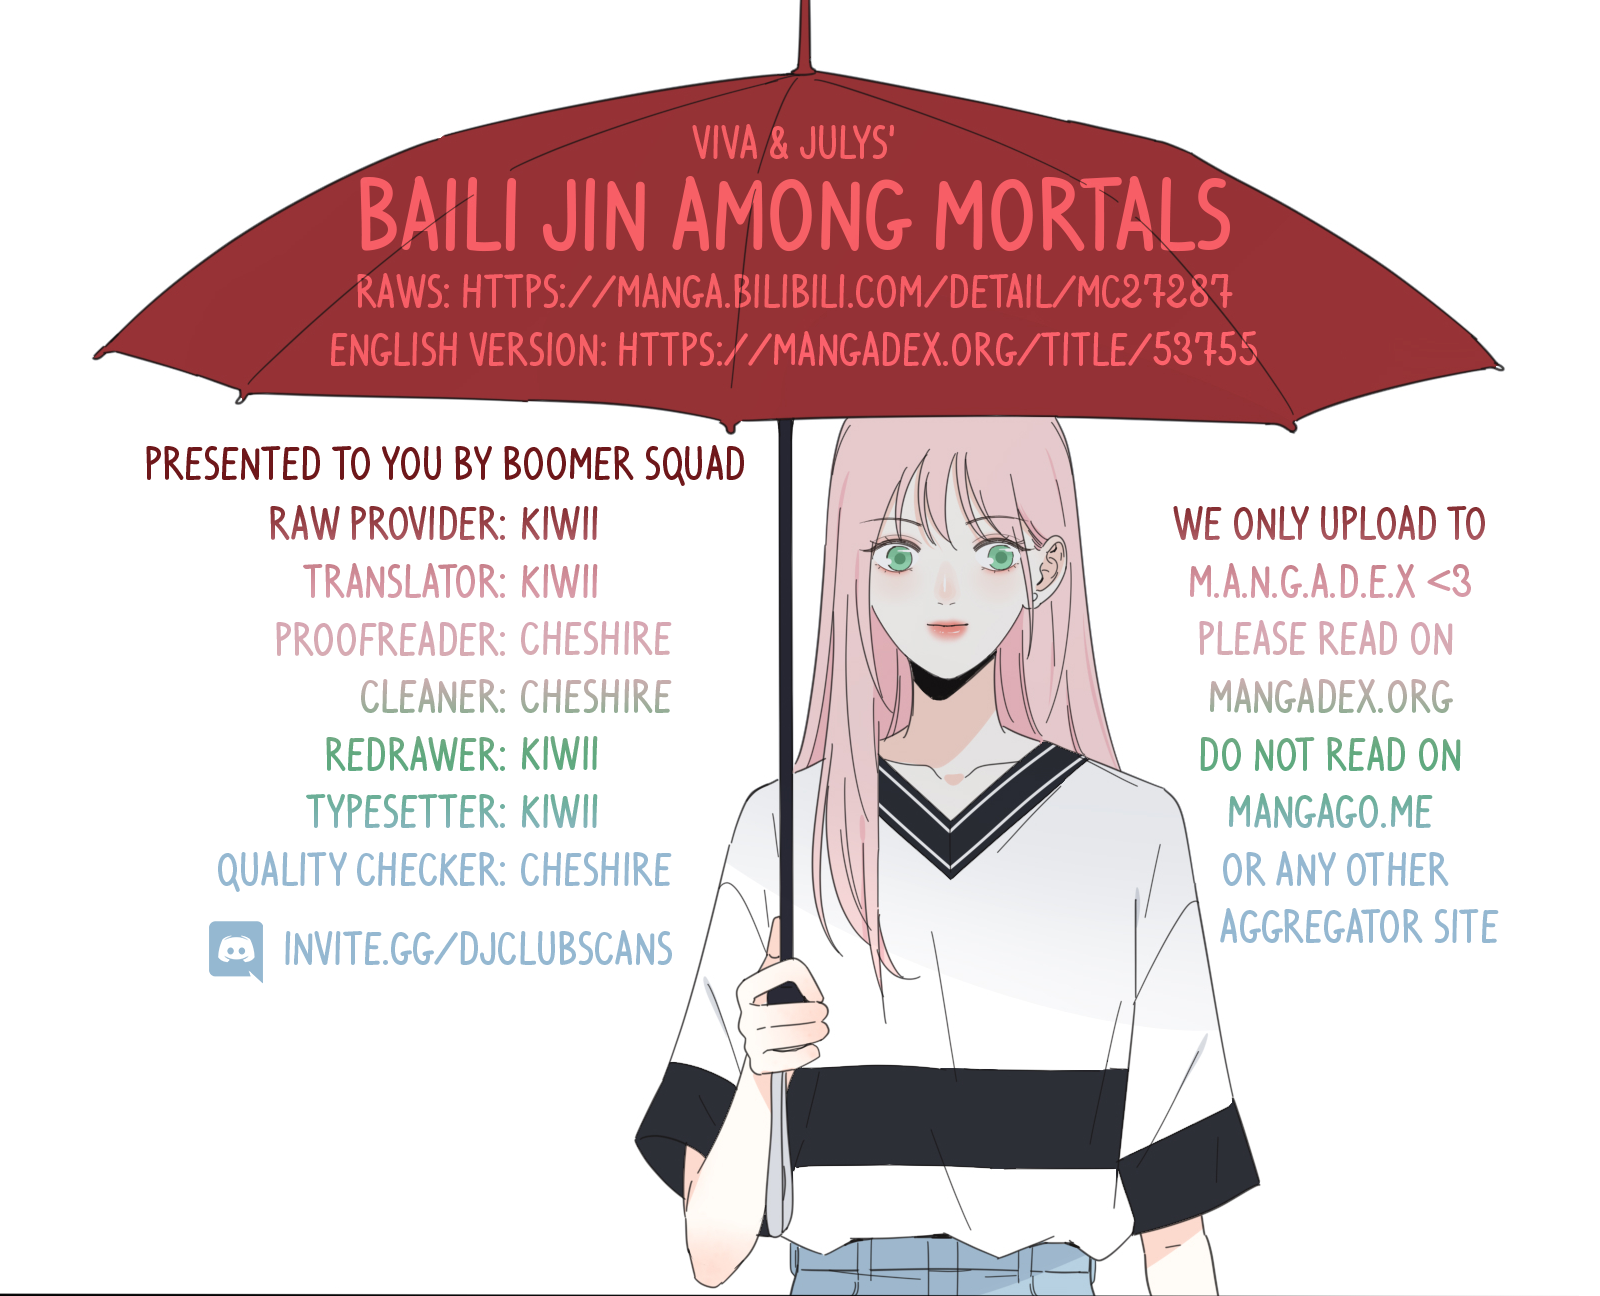 VIVA & JULYS'
BAILI JIN AMONG MORTALS
RAWS: HTTPS://MANGA.BILIBILI.COM/DETAIL/MC27287
ENGLISH VERSION: HTTPS://MANGADEX.ORG/TITLE/53755
PRESENTED TO YOU BY BOOMER SQUAD
RAW PROVIDER: KIWII
TRANSLATOR: KIWII
PROOFREADER: CHESHIRE
CLEANER: CHESHIRE
REDRAWER: KIWII
TYPESETTER: KIWII
QUALITY CHECKER: CHESHIRE
INVITE.GG/DJCLUBSCANS
WE ONLY UPLOAD TO
M.A.N.G.A.D.E.X <3
PLEASE READ ON
MANGADEX.ORG
DO NOT READ ON
MANGAGO.ME
OR ANY OTHER
AGGREGATOR SITE